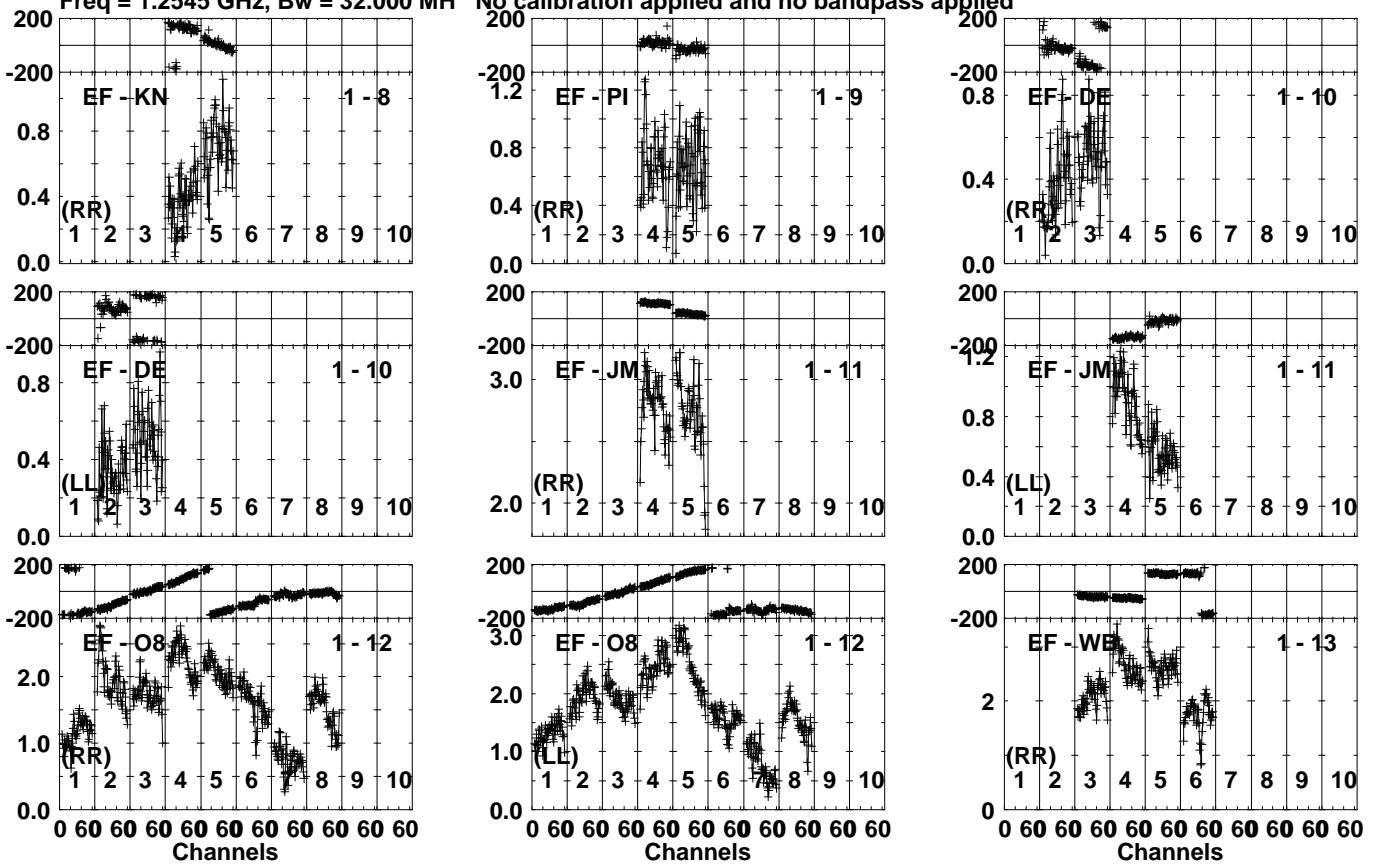 Freq = 1.2545 GHz, Bw = 32.000 MH No calibration applied and no bandpass applied
200 200 200
-200 -200 -200
EF - KN 1 - 8 EF - PI 1 - 9 EF - DE 1 - 10
1.2 0.8
0.8 0.8
0.4 0.4 0.4
(RR) (RR) (RR)
1 2 3 4 5 6 7 8 9 10 1 2 3 4 5 6 7 8 9 10 1 2 3 4 5 6 7 8 9 10
0.0 0.0 0.0
200 200 200
-200 -200 -200
1.2
EF - DE 1 - 10 EF - JM 1 - 11 EF - JM 1 - 11
0.8 3.0 0.8
0.4 0.4
(LL) (RR) (LL)
1 2 3 4 5 6 7 8 9 10 2.0 1 2 3 4 5 6 7 8 9 10 1 2 3 4 5 6 7 8 9 10
0.0 0.0
200 200 200
-200 -200 -200
EF - O8 1 - 12 3.0 EF - O8 1 - 12 EF - WB 1 - 13
2.0 2.0 2
1.0 1.0
(RR) (LL) (RR)
1 2 3 4 5 6 7 8 9 10 1 2 3 4 5 6 7 8 9 10 1 2 3 4 5 6 7 8 9 10
0.0 0.0 0
0 60 60 60 60 60 60 60 60 60 60 0 60 60 60 60 60 60 60 60 60 60 0 60 60 60 60 60 60 60 60 60 60
Channels Channels Channels